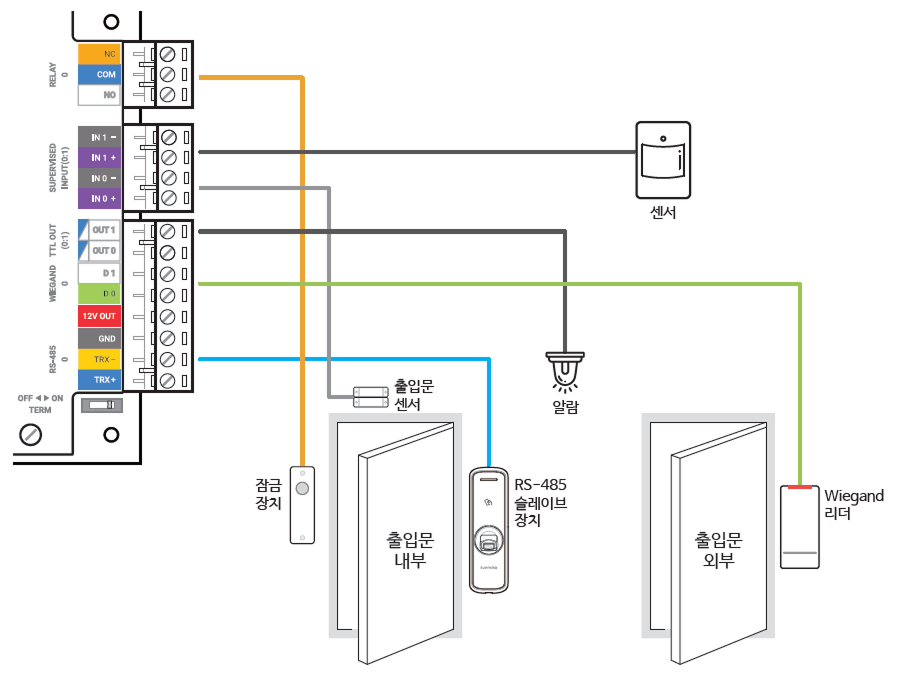 RELAY
0
NC
COM
NO
SUPERVISED
INPUT(0:1)
IN 1 −
IN 1 +
IN 0 −
IN 0 +
TTL OUT
(0:1)
OUT 1
OUT 0
WIEGAND
0
D 1
D 0
12V OUT
GND
RS-485
0
TRX −
TRX +
OFF ◀ ▶ ON
TERM
센서
알람
출입문
센서
잠금
장치
출입문
내부
RS-485
슬레이브
장치
suprema
출입문
외부
Wiegand
리더